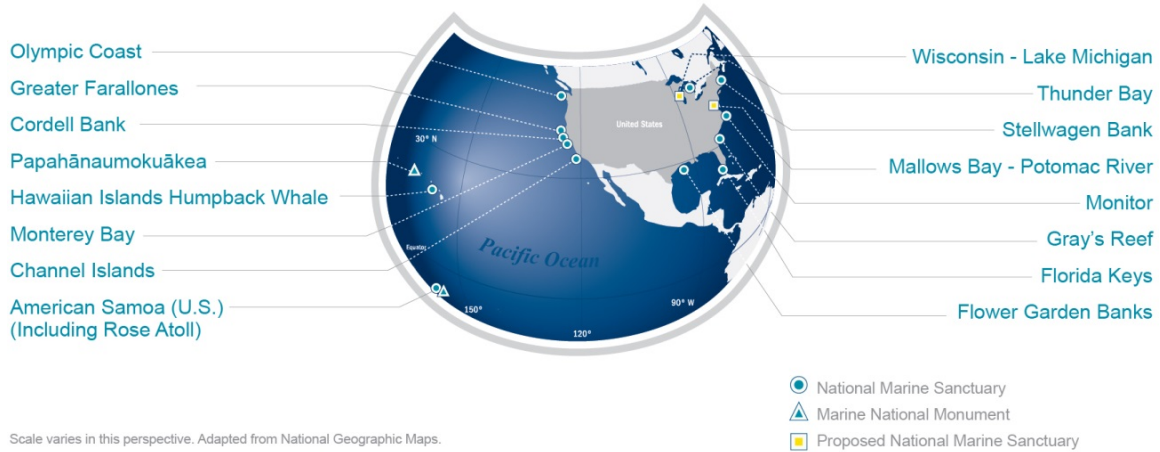 Olympic Coast
Greater Farallones
Cordell Bank
Papahānaumokuākea
Hawaiian Islands Humpback Whale
Monterey Bay
Channel Islands
American Samoa (U.S.)
(Including Rose Atoll)
30° N
Equator
150°
120°
90° W
United States
Pacific Ocean
Wisconsin - Lake Michigan
Thunder Bay
Stellwagen Bank
Mallows Bay - Potomac River
Monitor
Gray's Reef
Florida Keys
Flower Garden Banks
National Marine Sanctuary
Marine National Monument
Proposed National Marine Sanctuary
Scale varies in this perspective. Adapted from National Geographic Maps.